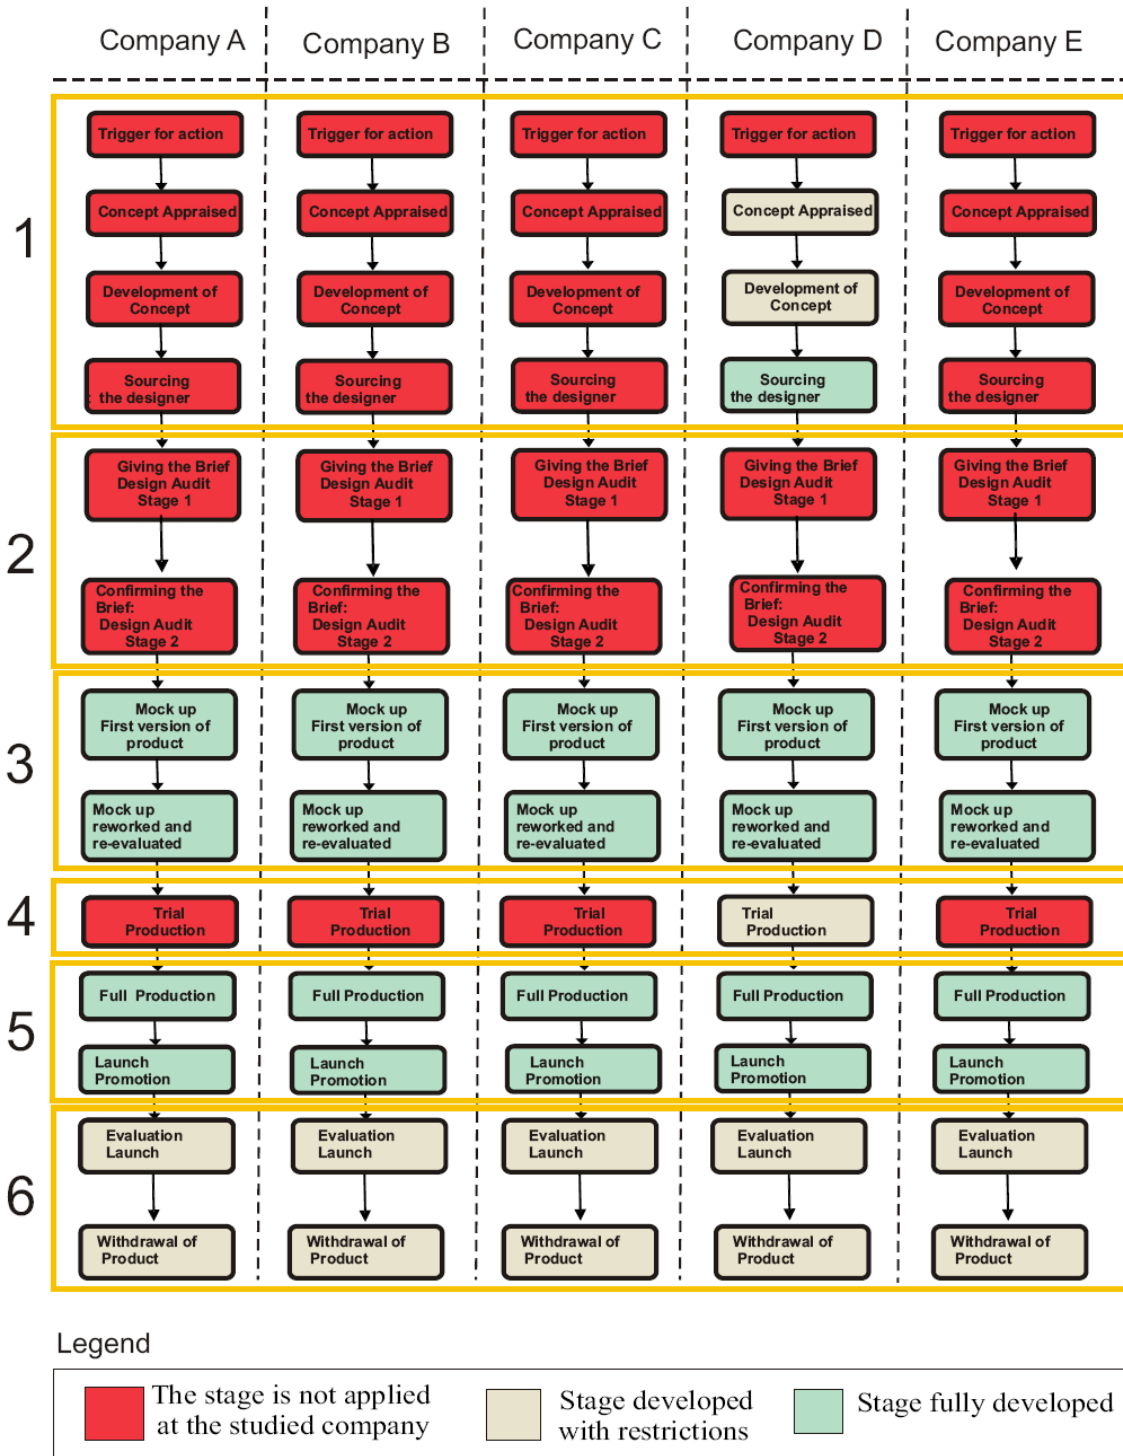 Company A
Company B
Company C
Company D
Company E
1
Trigger for action
Trigger for action
Trigger for action
Trigger for action
Trigger for action
Concept Appraised
Concept Appraised
Concept Appraised
Concept Appraised
Concept Appraised
Development of
Concept
Development of
Concept
Development of
Concept
Development of
Concept
Development of
Concept
Sourcing
: the designer
Sourcing
the designer
Sourcing
the designer
Sourcing
the designer
Sourcing
the designer
2
Giving the Brief
Design Audit
Stage 1
Giving the Brief
Design Audit
Stage 1
Giving the Brief
Design Audit
Stage 1
Giving the Brief
Design Audit
Stage 1
Giving the Brief
Design Audit
Stage 1
Confirming the
Brief:
Design Audit
Stage 2
Confirming the
Brief:
Design Audit
Stage 2
Confirming the
Brief:
Design Audit
Stage 2
Confirming the
Brief:
Design Audit
Stage 2
Confirming the
Brief:
Design Audit
Stage 2
3
Mock up
First version of
product
Mock up
First version of
product
Mock up
First version of
product
Mock up
First version of
product
Mock up
First version of
product
Mock up
reworked and
re-evaluated
Mock up
reworked and
re-evaluated
Mock up
reworked and
re-evaluated
Mock up
reworked and
re-evaluated
Mock up
reworked and
re-evaluated
4
Trial
Production
Trial
Production
Trial
Production
Trial
Production
Trial
Production
5
Full Production
Full Production
Full Production
Full Production
Full Production
Launch
Promotion
Launch
Promotion
Launch
Promotion
Launch
Promotion
Launch
Promotion
6
Evaluation
Launch
Evaluation
Launch
Evaluation
Launch
Evaluation
Launch
Evaluation
Launch
Withdrawal of
Product
Withdrawal of
Product
Withdrawal of
Product
Withdrawal of
Product
Withdrawal of
Product
Legend
The stage is not applied
at the studied company
Stage developed
with restrictions
Stage fully developed